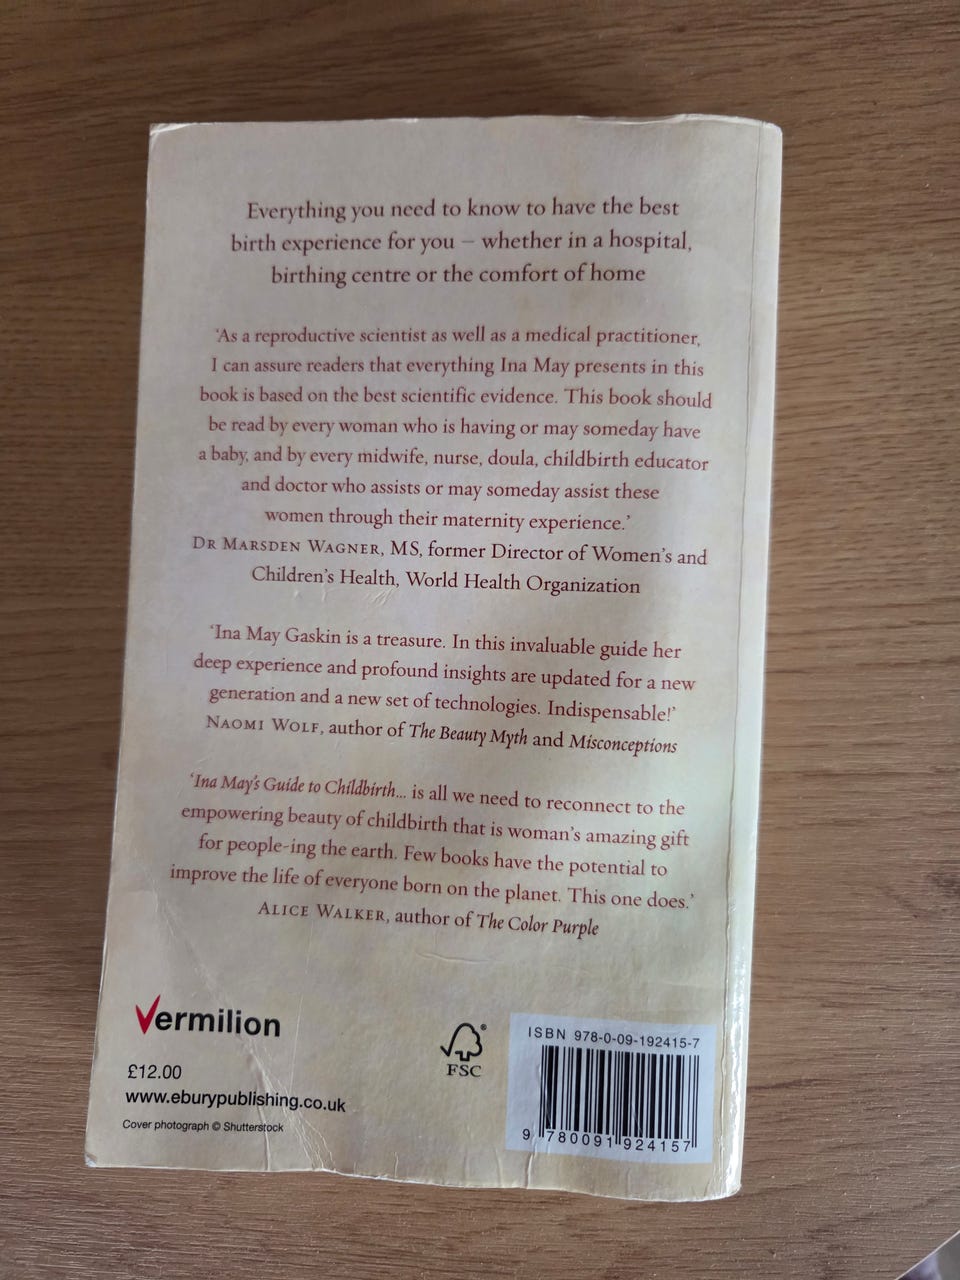 Everything you need to know to have the best
birth experience for you – whether in a hospital,
birthing centre or the comfort of home
‘As a reproductive scientist as well as a medical practitioner,
I can assure readers that everything Ina May presents in this
book is based on the best scientific evidence. This book should
be read by every woman who is having or may someday have
a baby, and by every midwife, nurse, doula, childbirth educator
and doctor who assists or may someday assist these
women through their maternity experience.’
DR MARSDEN WAGNER, MS, former Director of Women’s and
Children’s Health, World Health Organization
‘Ina May Gaskin is a treasure. In this invaluable guide her
deep experience and profound insights are updated for a new
generation and a new set of technologies. Indispensable!’
NAOMI WOLF, author of The Beauty Myth and Misconceptions
‘Ina May’s Guide to Childbirth... is all we need to reconnect to the
empowering beauty of childbirth that is woman’s amazing gift
for people-ing the earth. Few books have the potential to
improve the life of everyone born on the planet. This one does.’
ALICE WALKER, author of The Color Purple
Vermilion
£12.00
www.eburypublishing.co.uk
Cover photograph © Shutterstock
FSC®
ISBN 978-0-09-192415-7
9 780091 924157